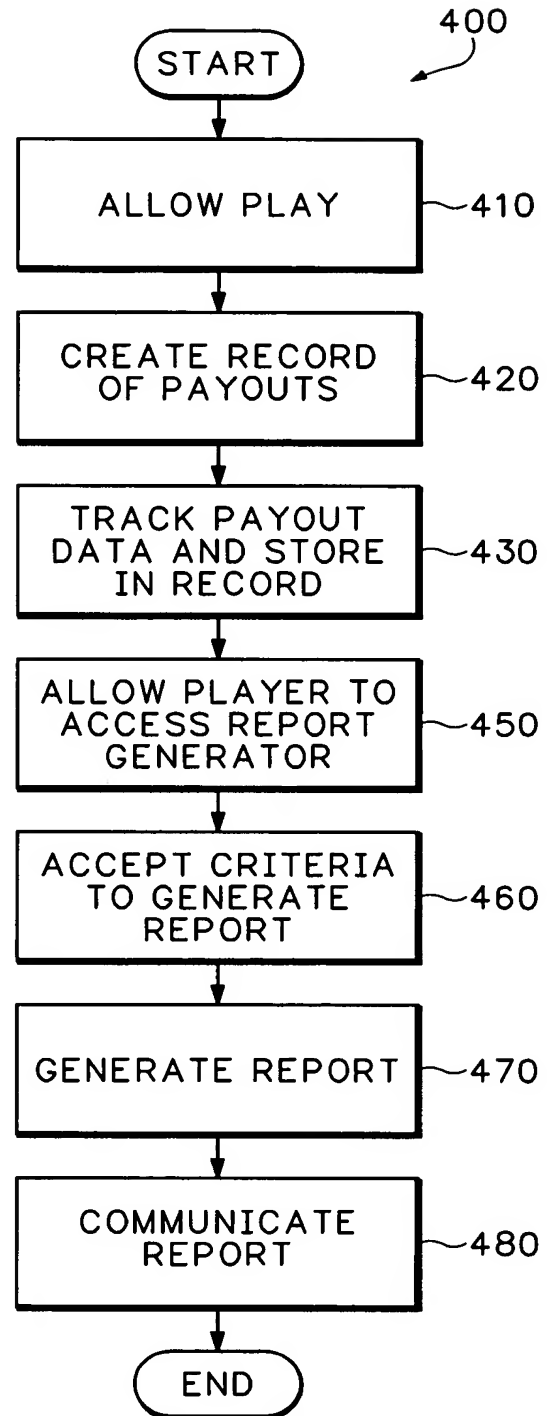 400
START
ALLOW PLAY
410
CREATE RECORD
OF PAYOUTS
420
TRACK PAYOUT
DATA AND STORE
IN RECORD
430
ALLOW PLAYER TO
ACCESS REPORT
GENERATOR
450
ACCEPT CRITERIA
TO GENERATE
REPORT
460
GENERATE REPORT
470
COMMUNICATE
REPORT
480
END